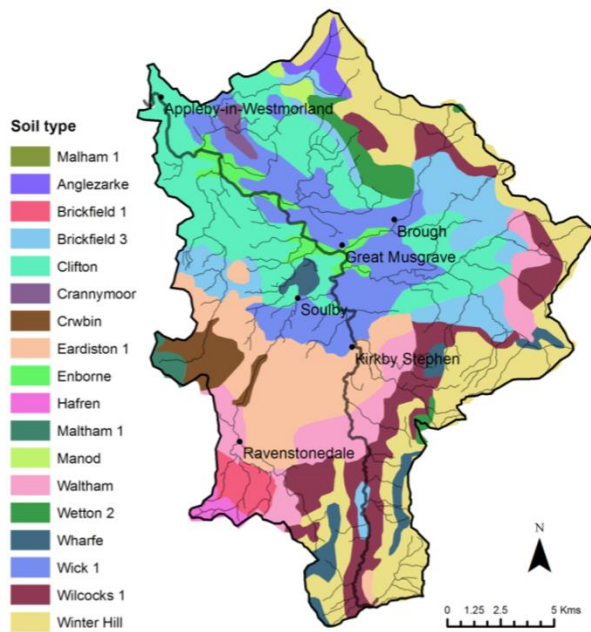 Appleby-in-Westmorland
Soil type
Malham 1
Anglezarke
Brickfield 1
Brickfield 3
Clifton
Crannymoor
Crwbin
Eardiston 1
Enborne
Hafren
Maltham 1
Manod
Waltham
Wetton 2
Wharfe
Wick 1
Wilcocks 1
Winter Hill
Brough
Great Musgrave
Soulby
Kirkby Stephen
Ravenstonedale
N
0 1.25 2.5 5 Kms